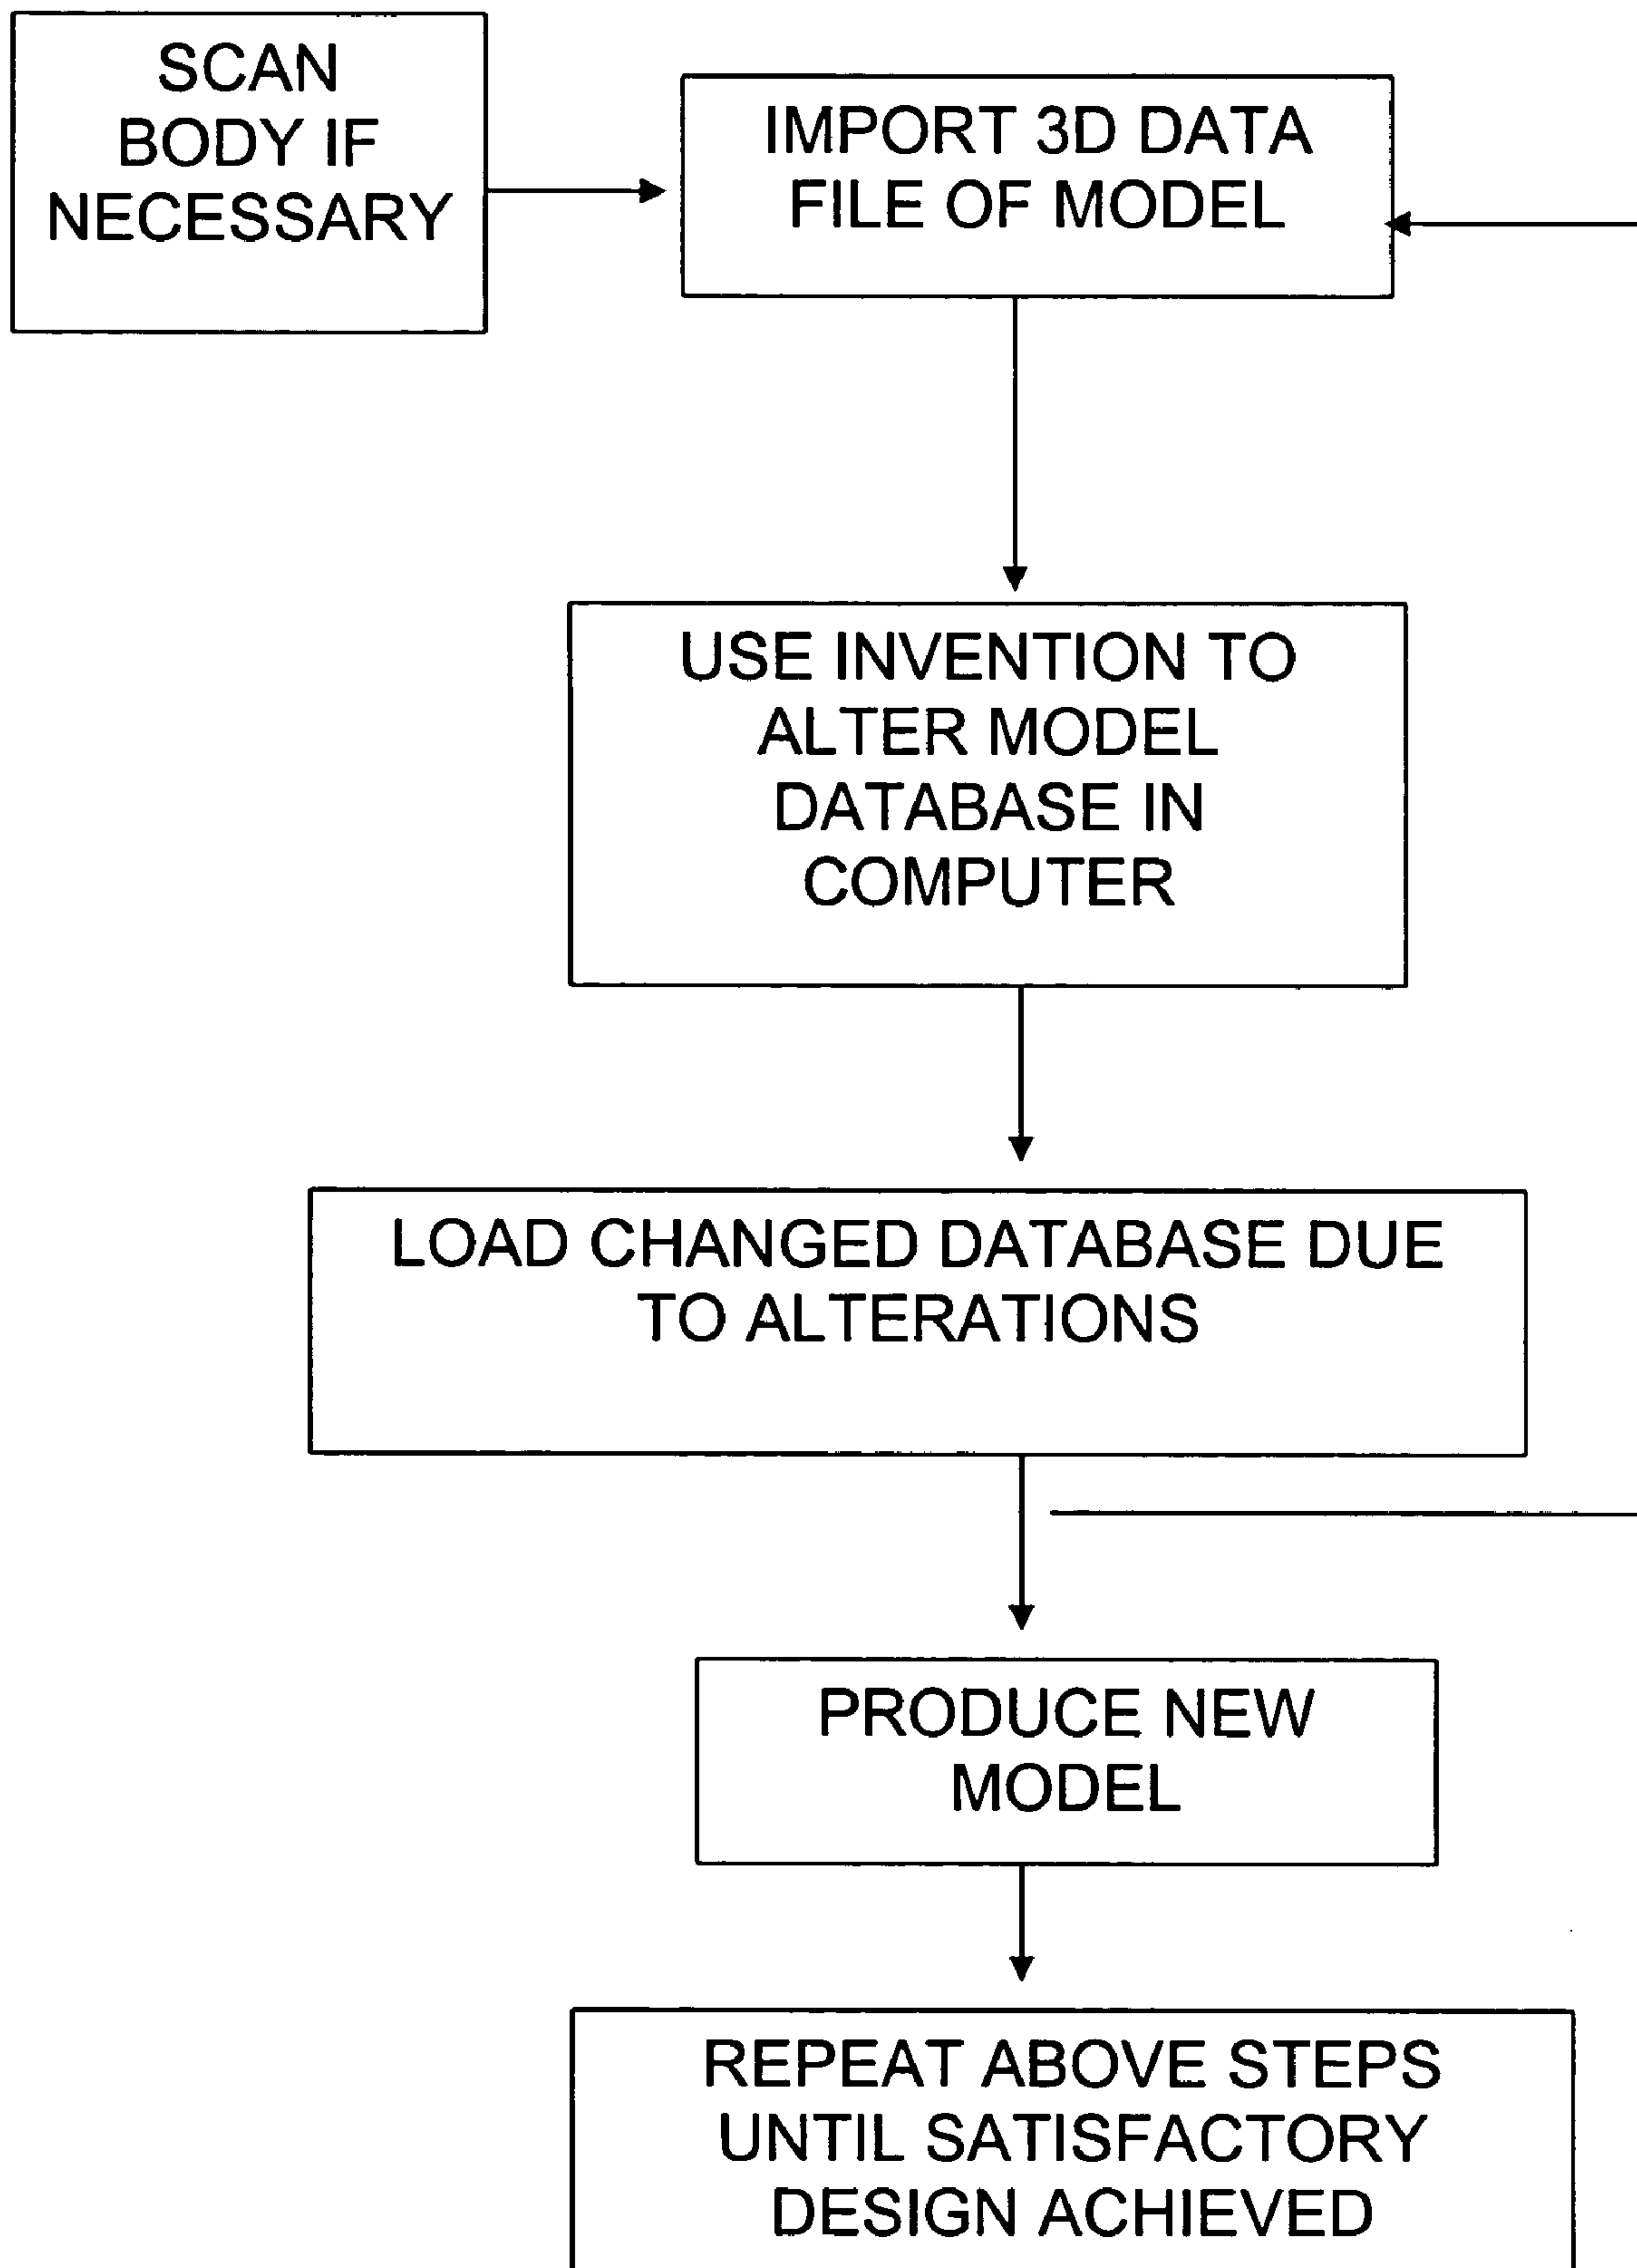 SCAN
BODY IF
NECESSARY
IMPORT 3D DATA
FILE OF MODEL
USE INVENTION TO
ALTER MODEL
DATABASE IN
COMPUTER
LOAD CHANGED DATABASE DUE
TO ALTERATIONS
PRODUCE NEW
MODEL
REPEAT ABOVE STEPS
UNTIL SATISFACTORY
DESIGN ACHIEVED